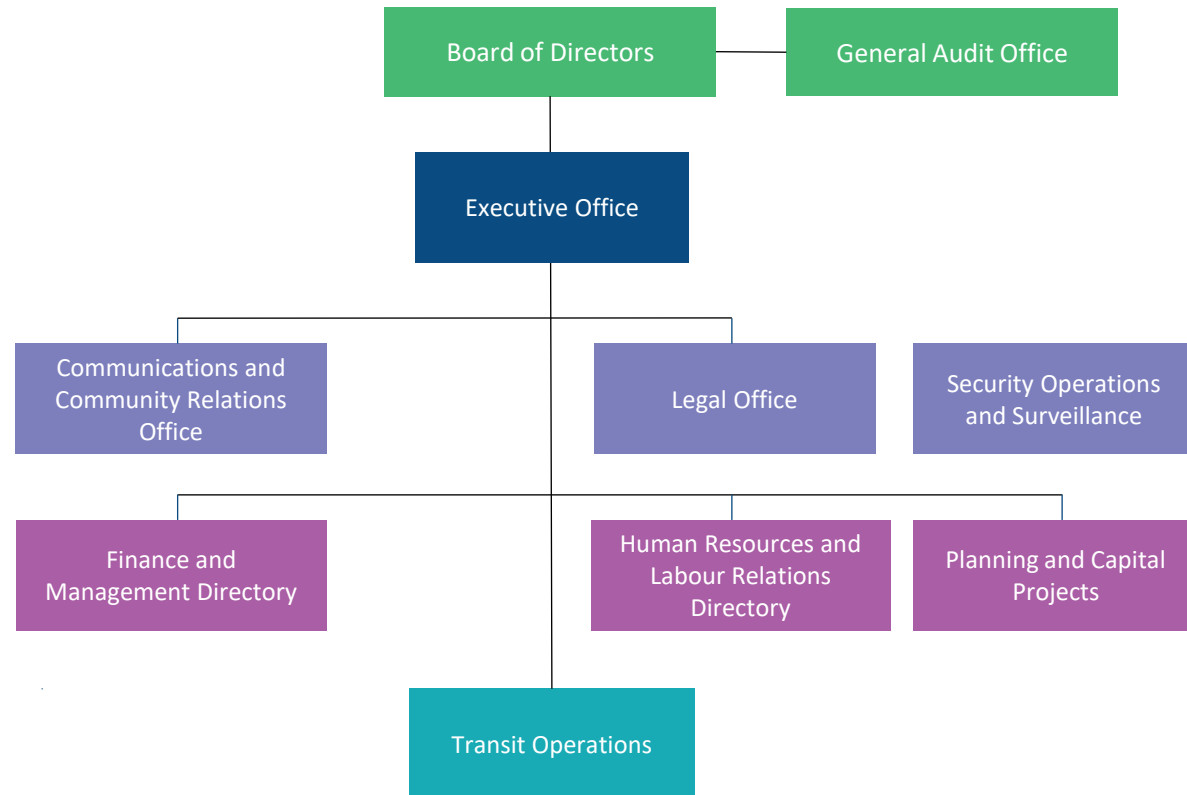 Board of Directors
General Audit Office
Executive Office
Communications and
Community Relations
Office
Legal Office
Security Operations
and Surveillance
Finance and
Management Directory
Human Resources and
Labour Relations
Directory
Planning and Capital
Projects
Transit Operations